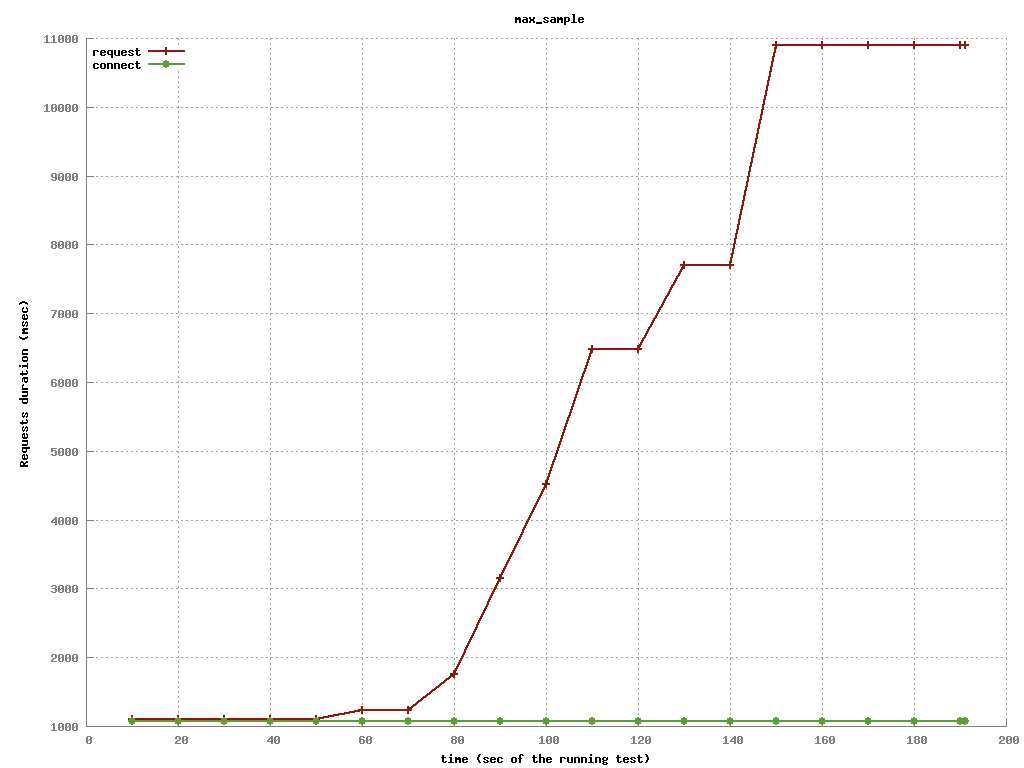 max_sample
request
connect
11000
10000
9000
8000
7000
6000
5000
4000
3000
2000
1000
Requests duration (msec)
0 20 40 60 80 100 120 140 160 180 200
time (sec of the running test)